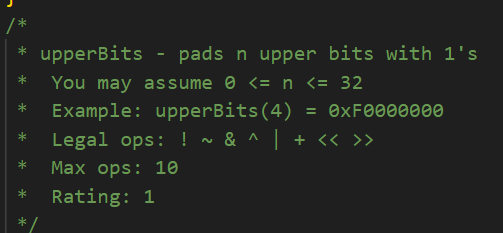 /*
 * upperBits - pads n upper bits with 1's
 *  You may assume 0 <= n <= 32
 *  Example: upperBits(4) = 0xF0000000
 *  Legal ops: ! ~ & ^ | + << >>
 *  Max ops: 10
 *  Rating: 1
 */